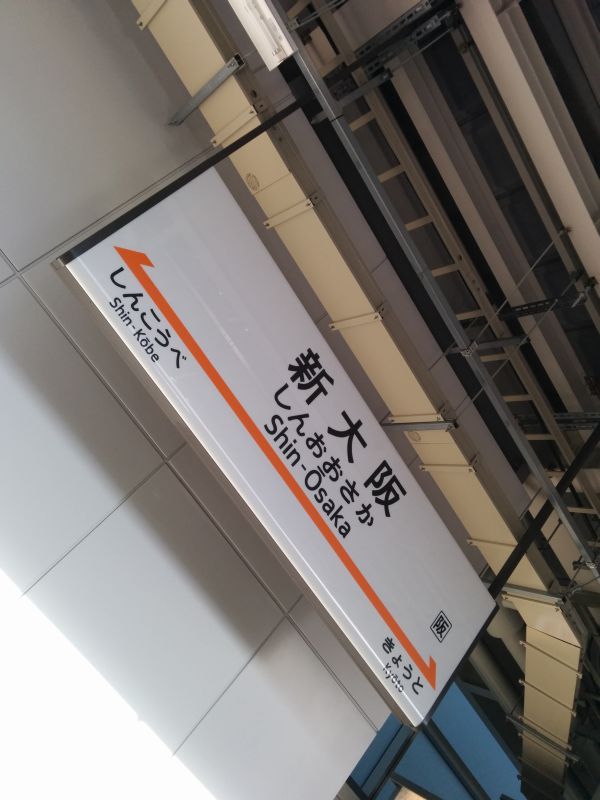 新大阪
しんおおさか
Shin-Ōsaka
しんこうべ
Shin-Kōbe
阪
きょうと
Kyōto